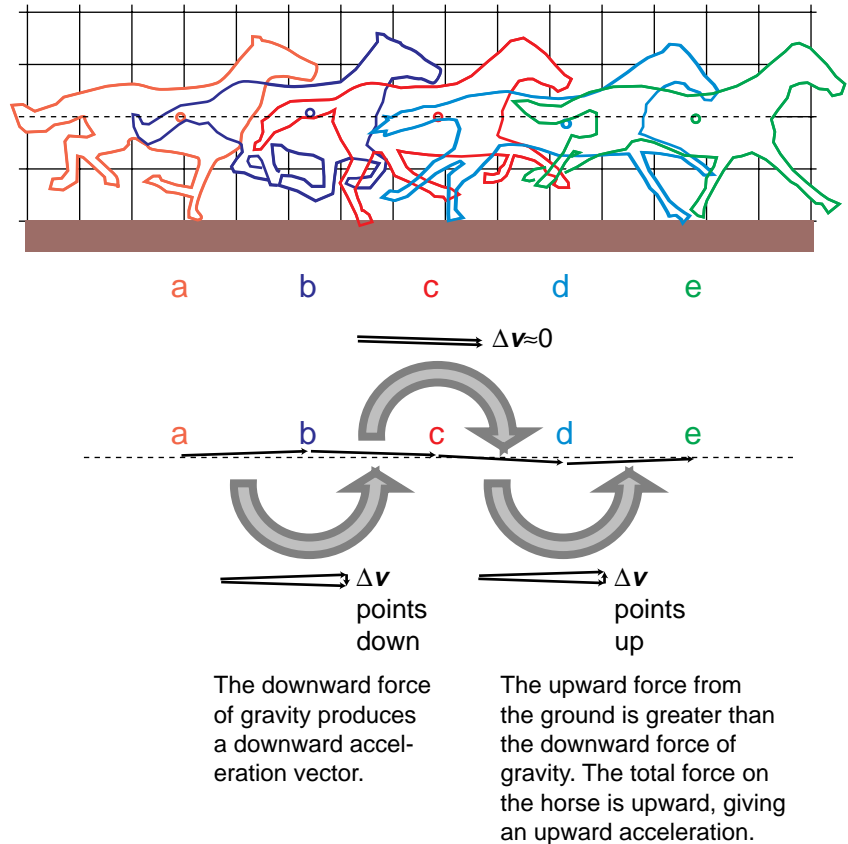 a b c d e
Δv≈0
a b c d e
Δv
points
down
Δv
points
up
The downward force
of gravity produces
a downward accel-
eration vector.
The upward force from
the ground is greater than
the downward force of
gravity. The total force on
the horse is upward, giving
an upward acceleration.